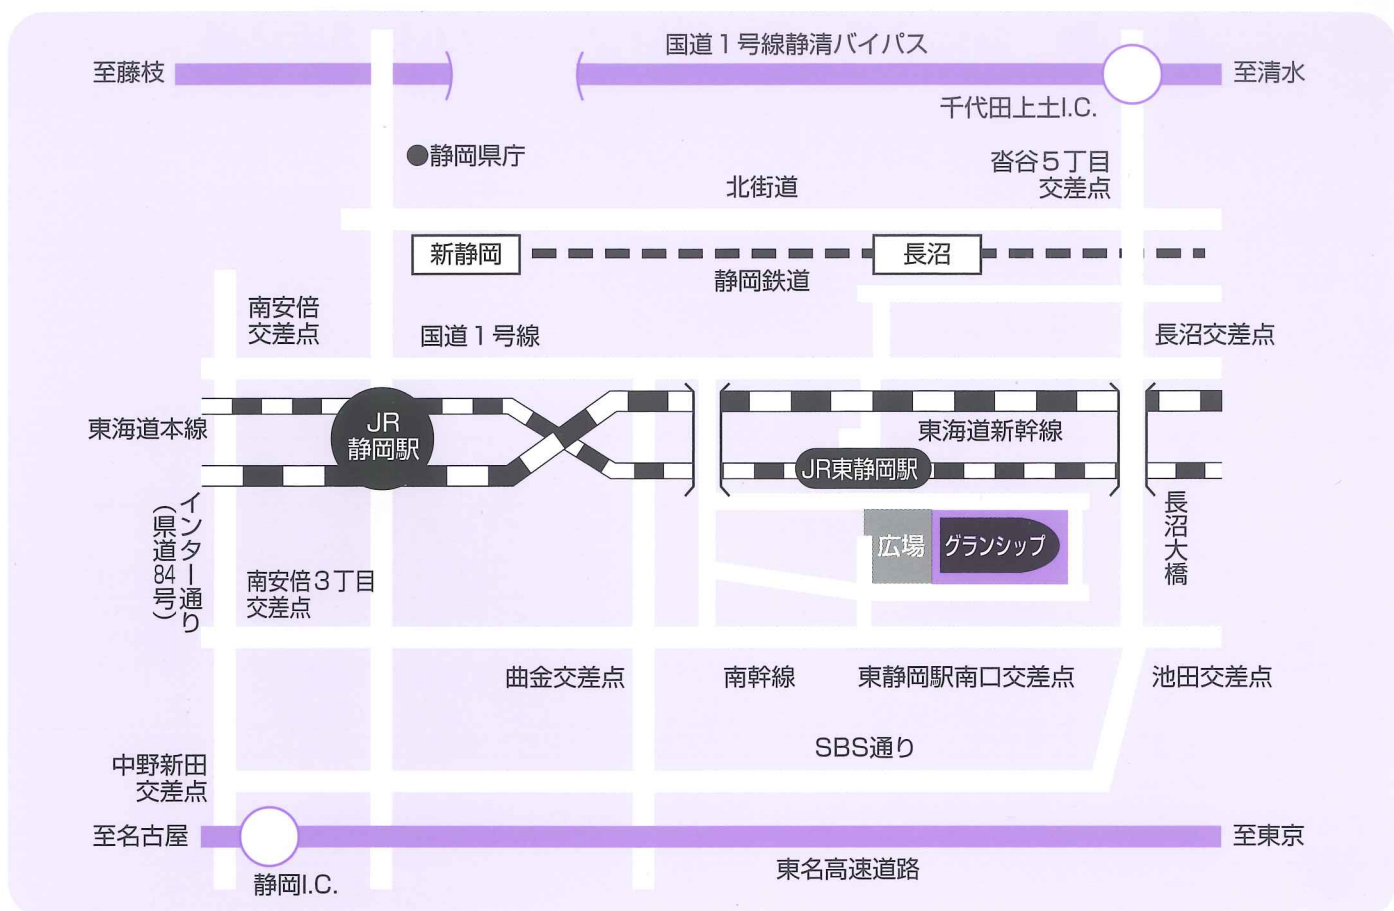 国道1号線静清バイパス
至藤枝
至清水
千代田上土I.C.
●静岡県庁
沓谷5丁目
交差点
北街道
新静岡
長沼
静岡鉄道
南安倍
交差点
国道1号線
長沼交差点
東海道本線
JR
静岡駅
東海道新幹線
JR東静岡駅
インター通り
(県道84号)
広場
グランシップ
長沼大橋
南安倍3丁目
交差点
曲金交差点
南幹線
東静岡駅南口交差点
池田交差点
SBS通り
中野新田
交差点
至名古屋
至東京
東名高速道路
静岡I.C.